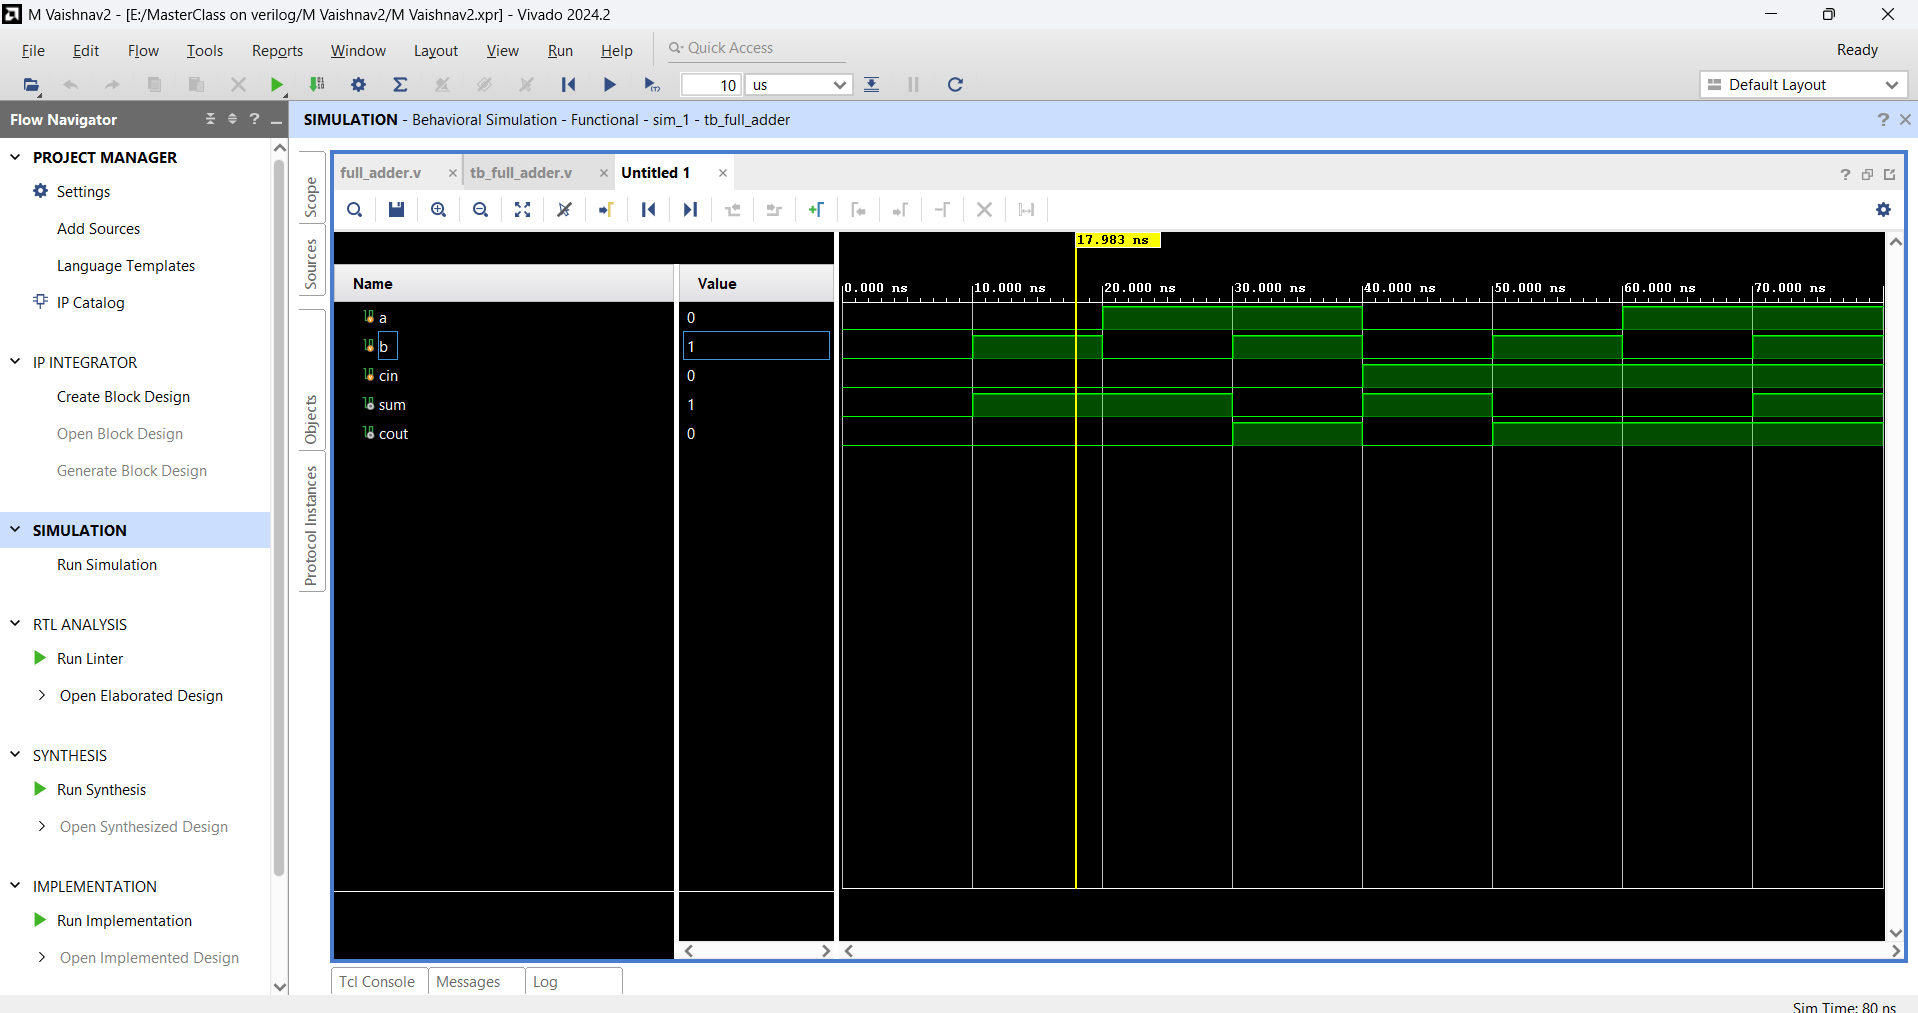 M Vaishnav2 - [E:/MasterClass on verilog/M Vaishnav2/M Vaishnav2.xpr] - Vivado 2024.2
File Edit Flow Tools Reports Window Layout View Run Help
Quick Access
Ready
10 us
Default Layout
Flow Navigator
SIMULATION - Behavioral Simulation - Functional - sim_1 - tb_full_adder
PROJECT MANAGER
Settings
Add Sources
Language Templates
IP Catalog
IP INTEGRATOR
Create Block Design
Open Block Design
Generate Block Design
SIMULATION
Run Simulation
RTL ANALYSIS
Run Linter
Open Elaborated Design
SYNTHESIS
Run Synthesis
Open Synthesized Design
IMPLEMENTATION
Run Implementation
Open Implemented Design
Scope
Sources
Objects
Protocol Instances
full_adder.v tb_full_adder.v Untitled 1
17.983 ns
Name Value
0.000 ns 10.000 ns 20.000 ns 30.000 ns 40.000 ns 50.000 ns 60.000 ns 70.000 ns
a 0
b 1
cin 0
sum 1
cout 0
Tcl Console Messages Log
Sim Time: 80 ns